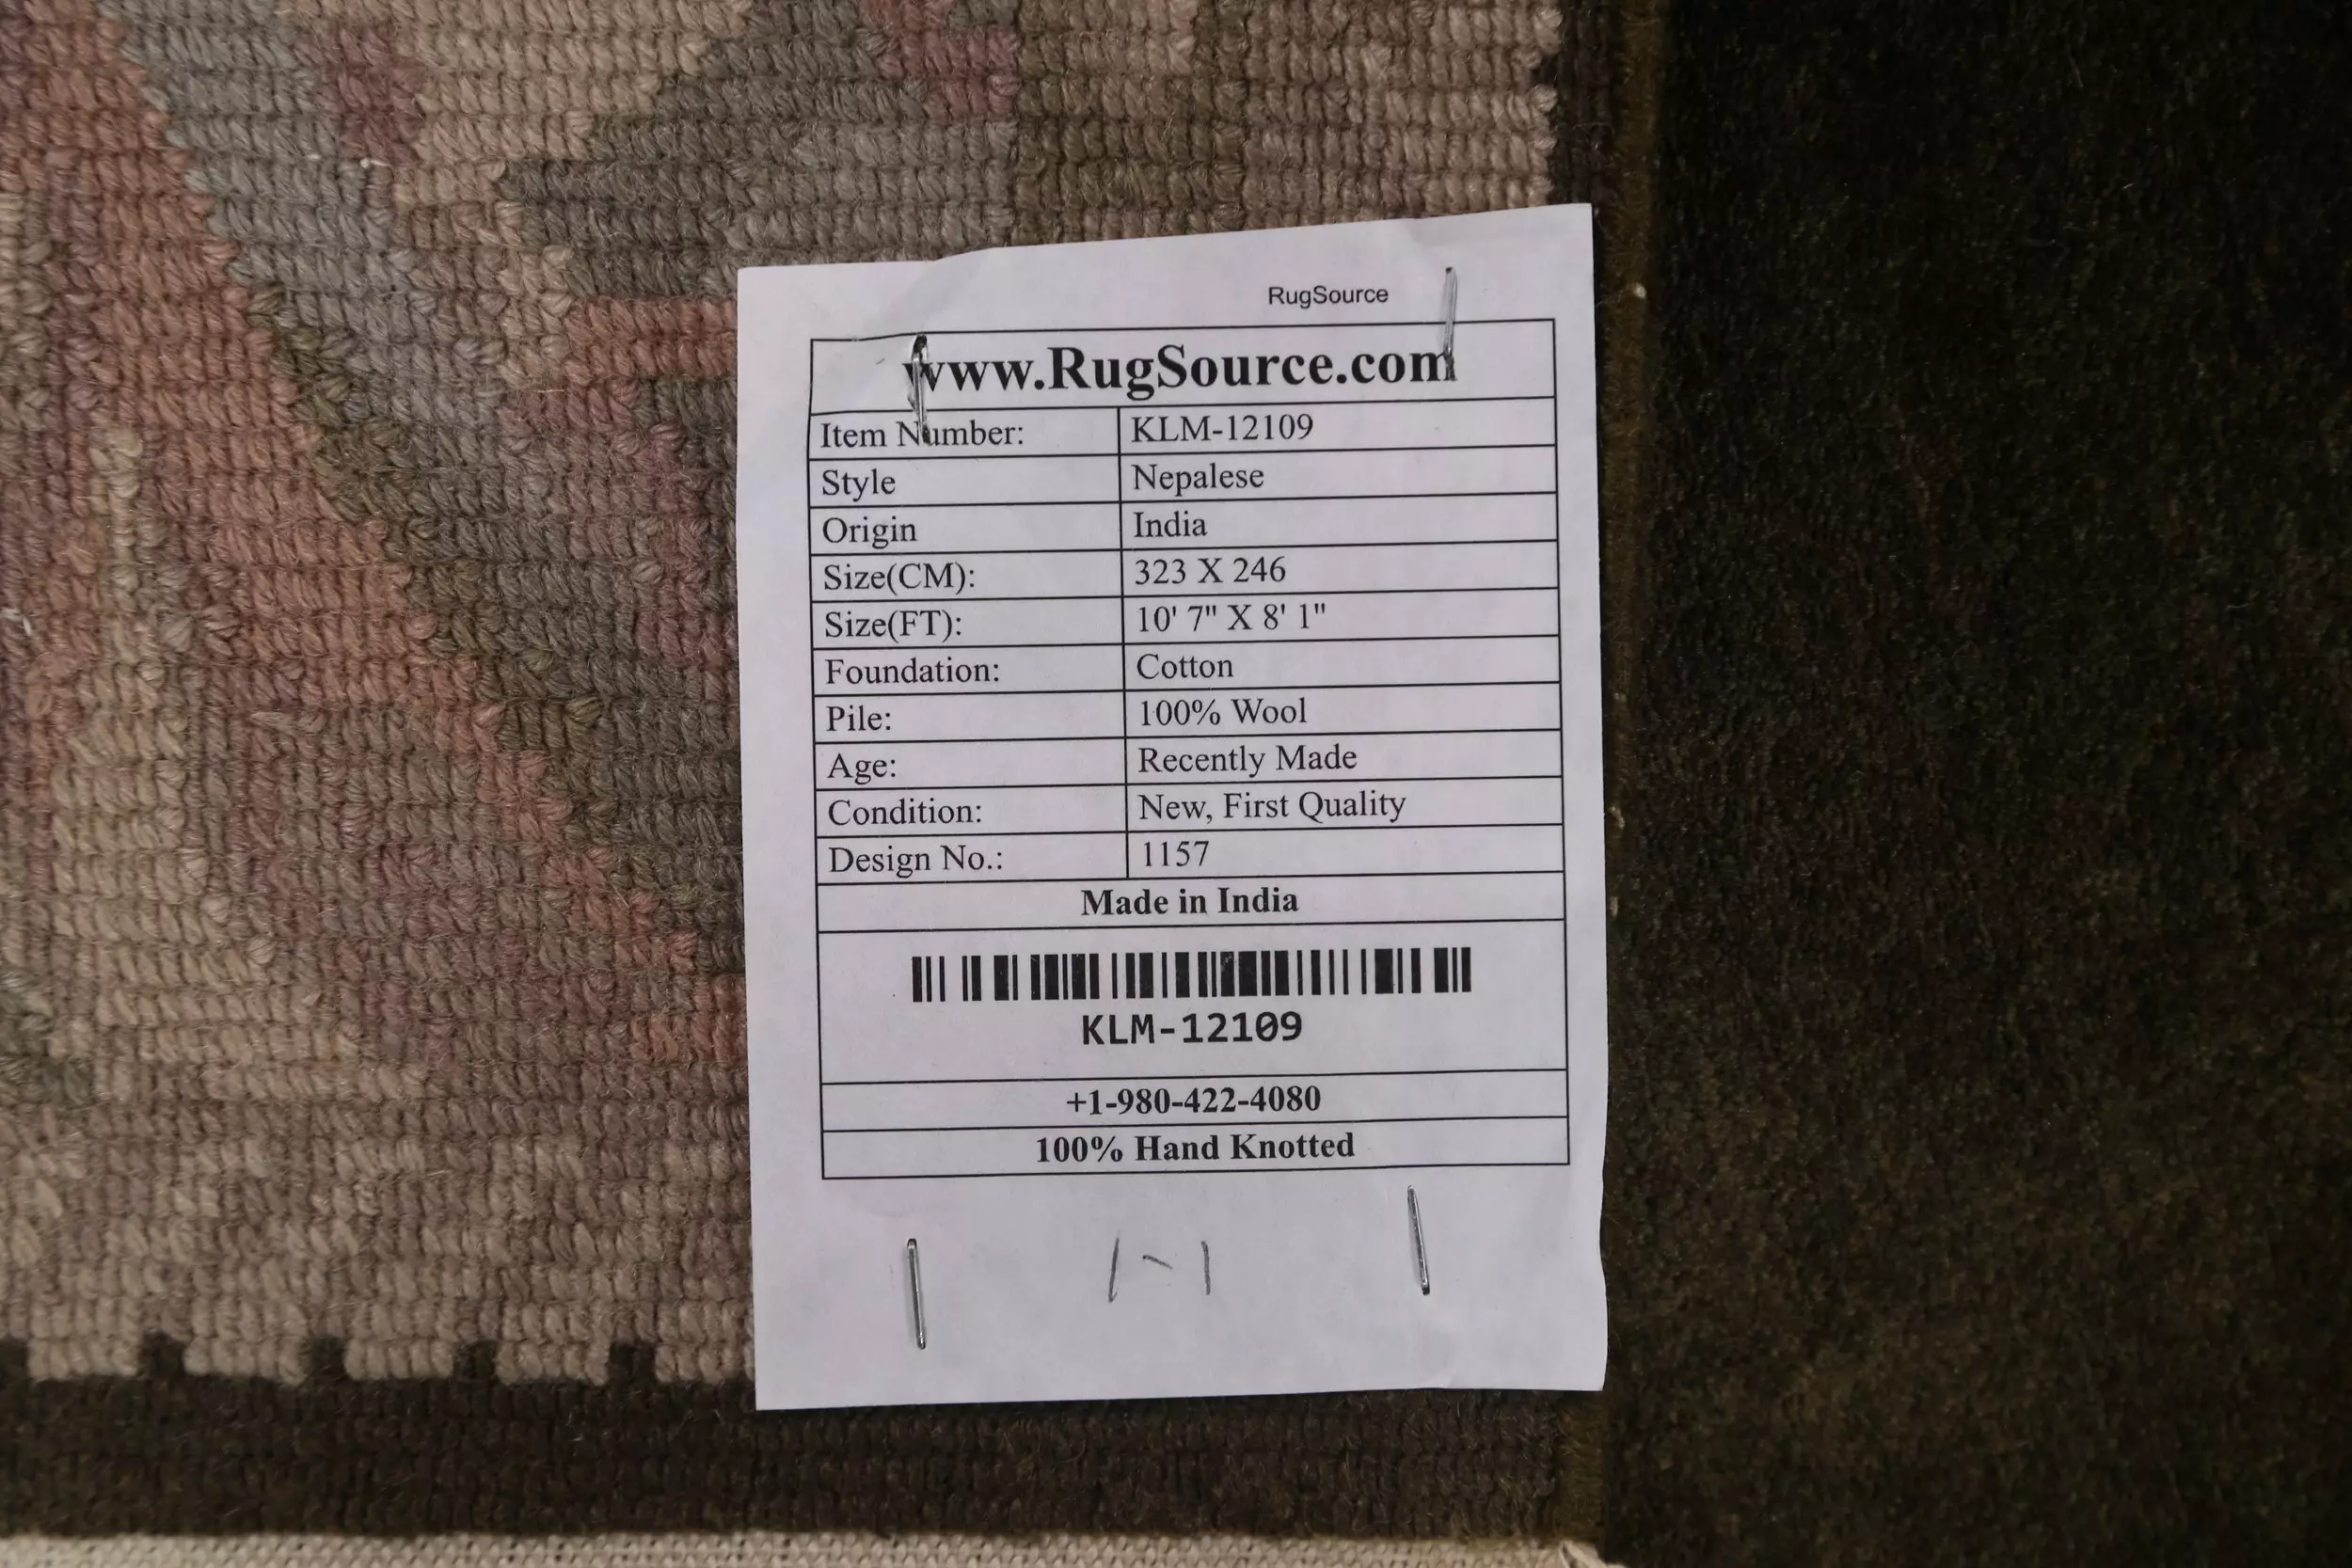 RugSource
www.RugSource.com
Item Number: KLM-12109
Style Nepalese
Origin India
Size(CM): 323 X 246
Size(FT): 10' 7" X 8' 1"
Foundation: Cotton
Pile: 100% Wool
Age: Recently Made
Condition: New, First Quality
Design No.: 1157
Made in India
KLM-12109
+1-980-422-4080
100% Hand Knotted
1-1